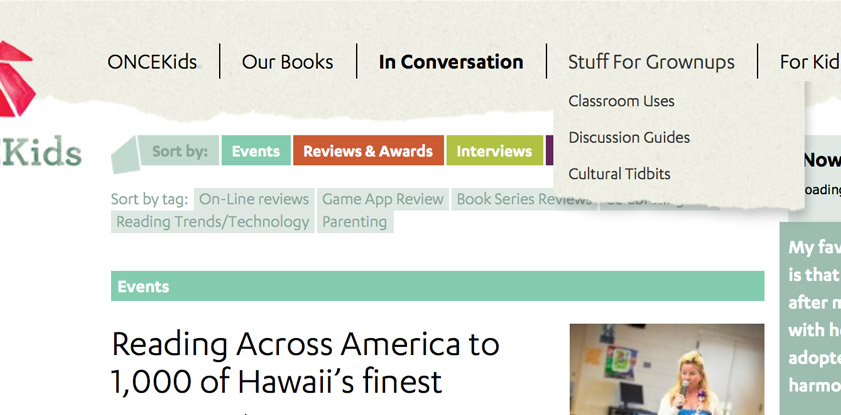 ONCEKids Our Books In Conversation Stuff For Grownups For Kid
Classroom Uses
Discussion Guides
Cultural Tidbits
Kids
Sort by: Events Reviews & Awards Interviews
Now
Sort by tag: On-Line reviews Game App Review Book Series Reviews
oading
Reading Trends/Technology Parenting
Events
My fav
is that
after m
with he
adopte
harmo
Reading Across America to
1,000 of Hawaii's finest